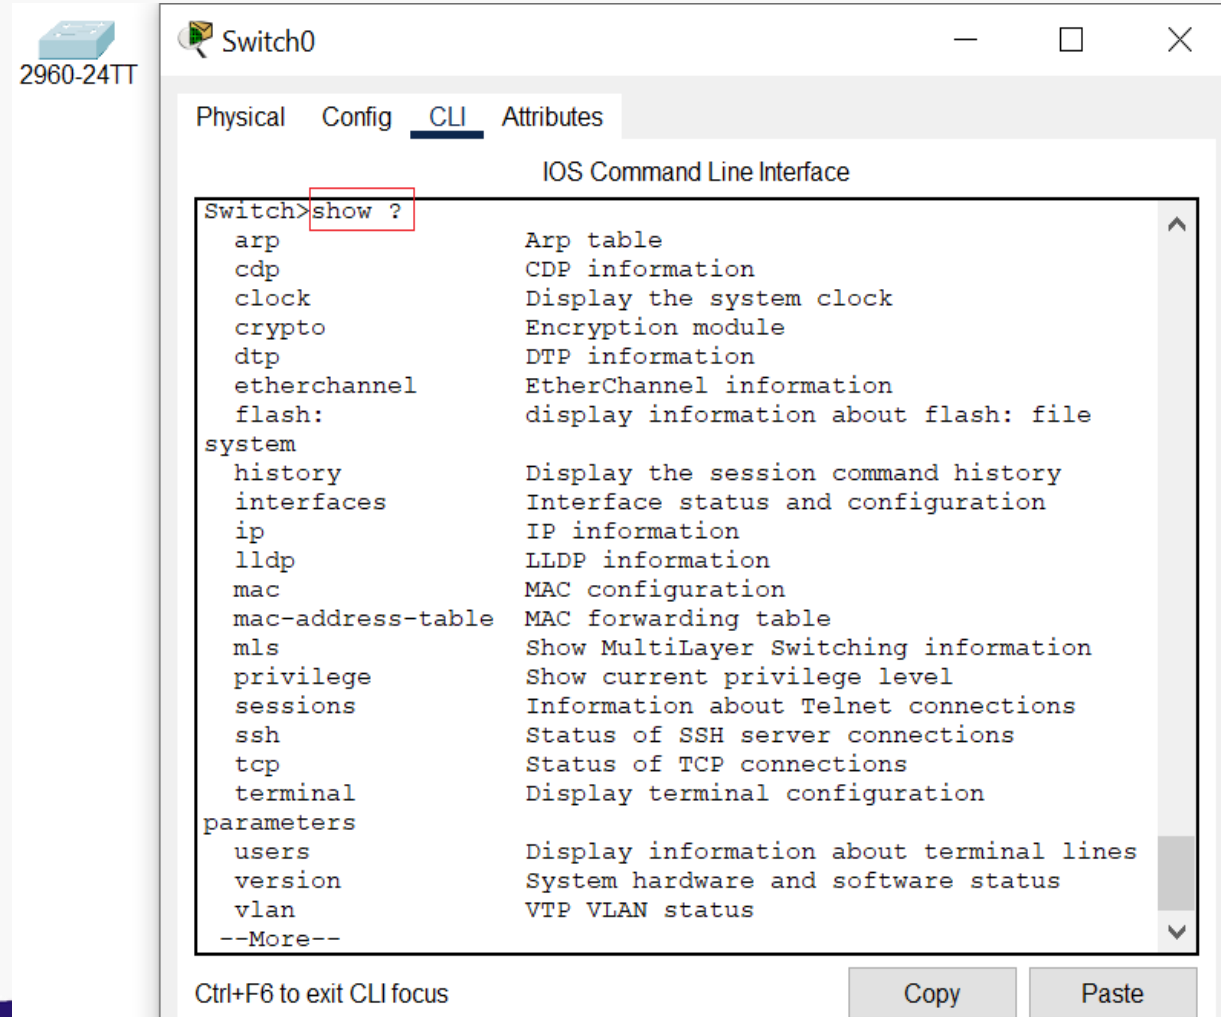 2960-24TT
Switch0
Physical Config CLI Attributes
IOS Command Line Interface
Switch>show ?
arp Arp table
cdp CDP information
clock Display the system clock
crypto Encryption module
dtp DTP information
etherchannel EtherChannel information
flash: display information about flash: file
system
history Display the session command history
interfaces Interface status and configuration
ip IP information
lldp LLDP information
mac MAC configuration
mac-address-table MAC forwarding table
mls Show MultiLayer Switching information
privilege Show current privilege level
sessions Information about Telnet connections
ssh Status of SSH server connections
tcp Status of TCP connections
terminal Display terminal configuration
parameters
users Display information about terminal lines
version System hardware and software status
vlan VTP VLAN status
--More--
Ctrl+F6 to exit CLI focus
Copy Paste